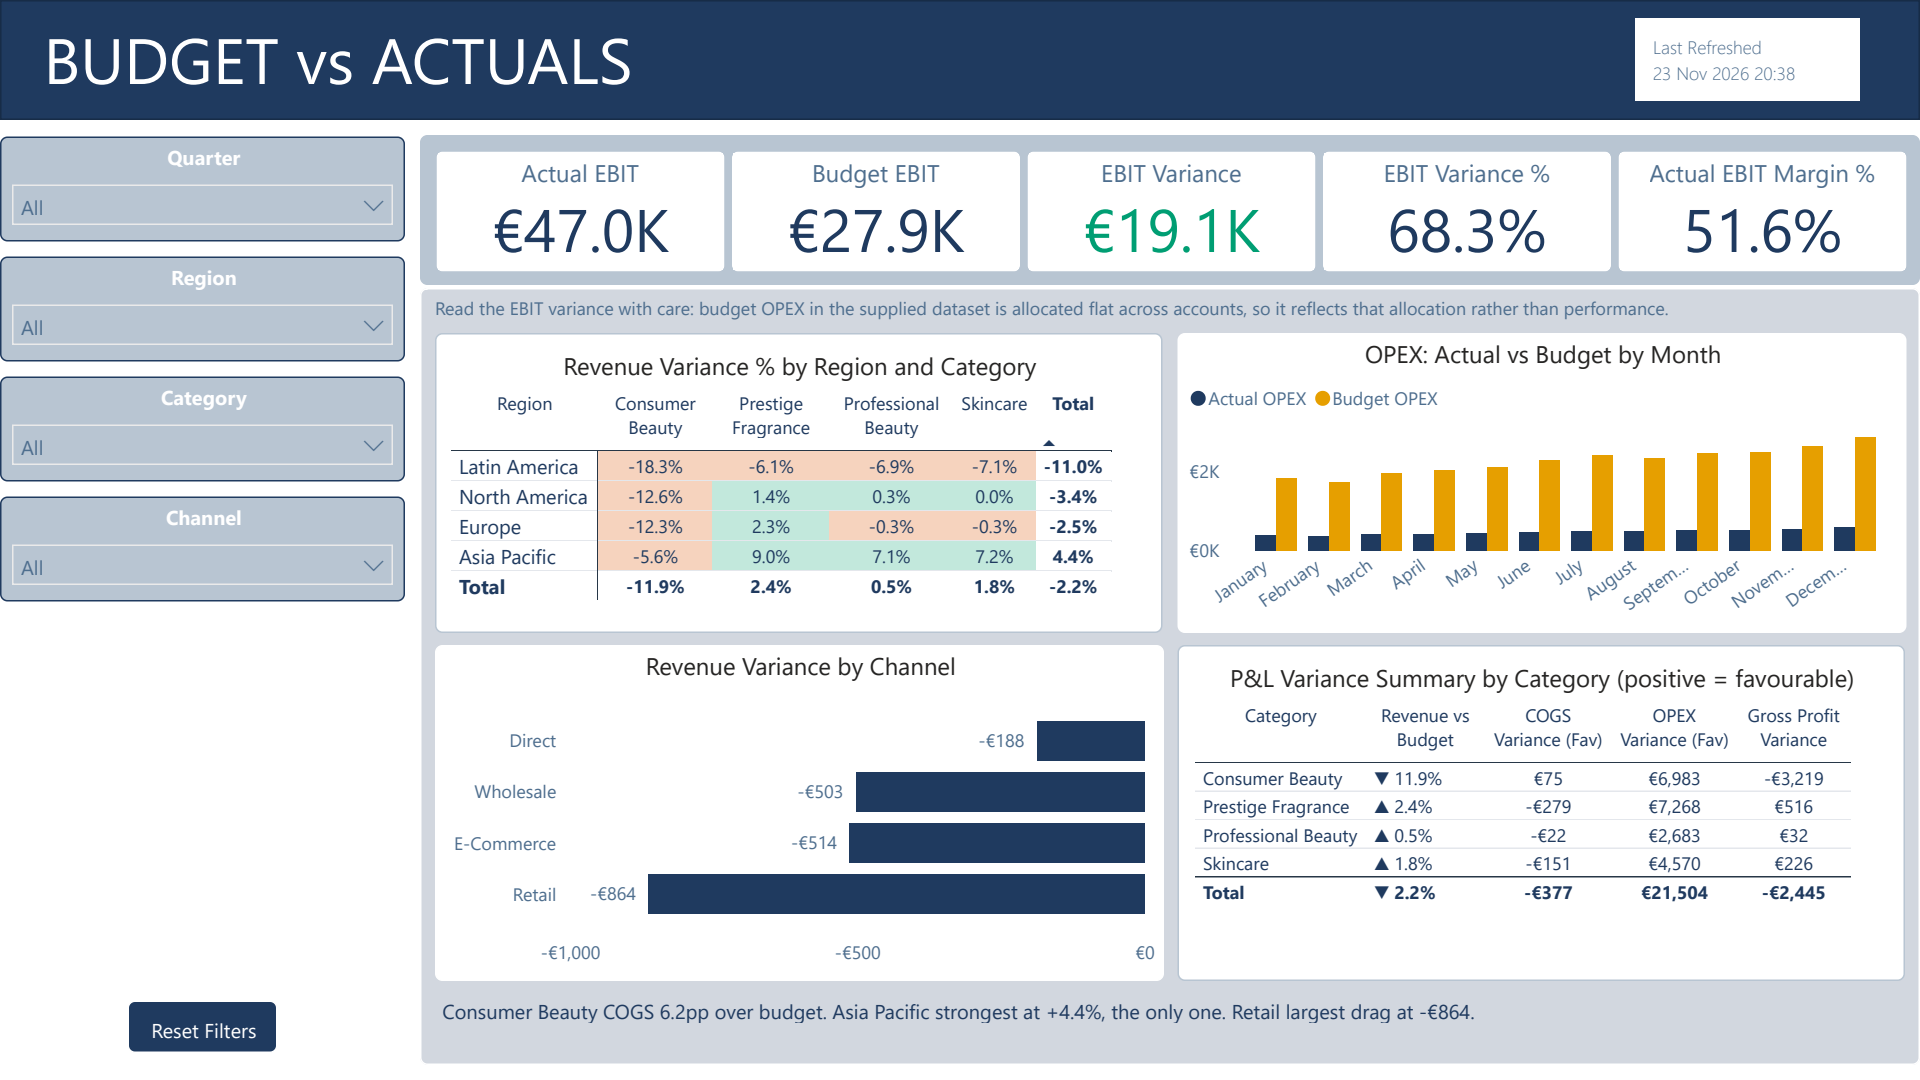 BUDGET vs ACTUALS
Last Refreshed
23 Nov 2026 20:38
Quarter
All
Region
All
Category
All
Channel
All
Reset Filters
Actual EBIT
€47.0K
Budget EBIT
€27.9K
EBIT Variance
€19.1K
EBIT Variance %
68.3%
Actual EBIT Margin %
51.6%
Read the EBIT variance with care: budget OPEX in the supplied dataset is allocated flat across accounts, so it reflects that allocation rather than performance.
Revenue Variance % by Region and Category
Region Consumer Beauty Prestige Fragrance Professional Beauty Skincare Total
Latin America -18.3% -6.1% -6.9% -7.1% -11.0%
North America -12.6% 1.4% 0.3% 0.0% -3.4%
Europe -12.3% 2.3% -0.3% -0.3% -2.5%
Asia Pacific -5.6% 9.0% 7.1% 7.2% 4.4%
Total -11.9% 2.4% 0.5% 1.8% -2.2%
OPEX: Actual vs Budget by Month
Actual OPEX Budget OPEX
€2K
€0K
January February March April May June July August Septem... October Novem... Decem...
Revenue Variance by Channel
Direct -€188
Wholesale -€503
E-Commerce -€514
Retail -€864
-€1,000 -€500 €0
P&L Variance Summary by Category (positive = favourable)
Category Revenue vs Budget COGS Variance (Fav) OPEX Variance (Fav) Gross Profit Variance
Consumer Beauty ▼ 11.9% €75 €6,983 -€3,219
Prestige Fragrance ▲ 2.4% -€279 €7,268 €516
Professional Beauty ▲ 0.5% -€22 €2,683 €32
Skincare ▲ 1.8% -€151 €4,570 €226
Total ▼ 2.2% -€377 €21,504 -€2,445
Consumer Beauty COGS 6.2pp over budget. Asia Pacific strongest at +4.4%, the only one. Retail largest drag at -€864.